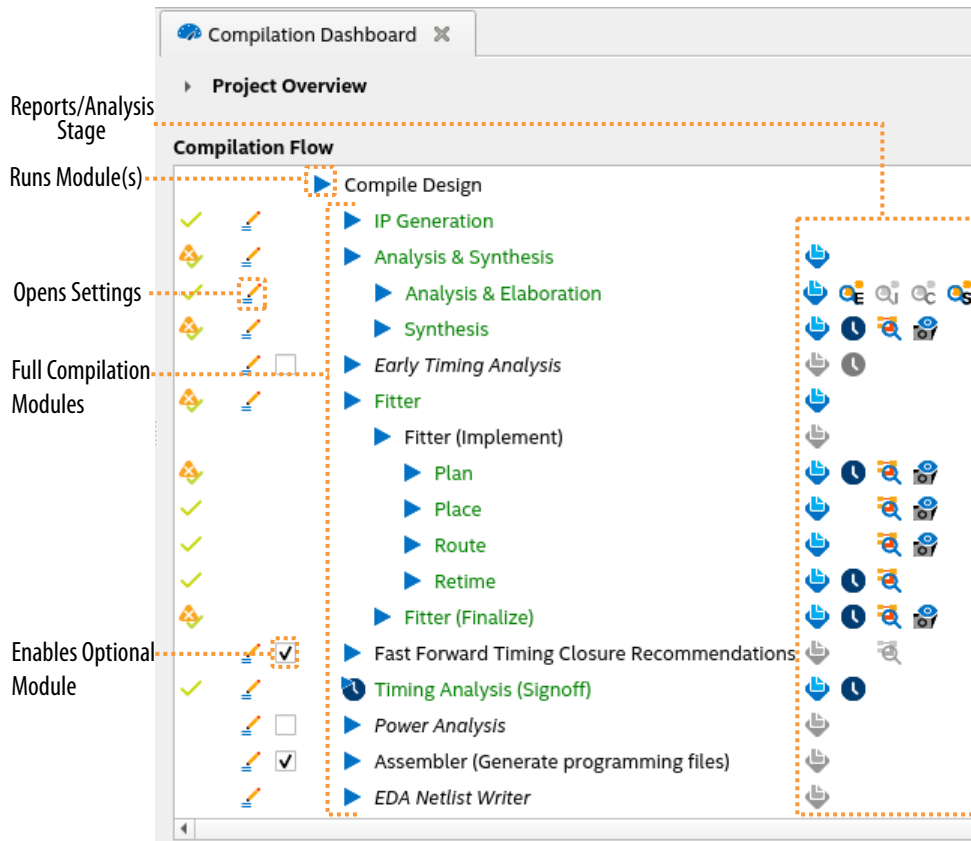 Compilation Dashboard
Project Overview
Reports/Analysis
Stage
Compilation Flow
Runs Module(s)
Compile Design
IP Generation
Analysis & Synthesis
Opens Settings
Analysis & Elaboration
E
I
C
S
Synthesis
Full Compilation
Modules
Early Timing Analysis
Fitter
Fitter (Implement)
Plan
Place
Route
Retime
Fitter (Finalize)
Enables Optional
Module
Fast Forward Timing Closure Recommendations
Timing Analysis (Signoff)
Power Analysis
Assembler (Generate programming files)
EDA Netlist Writer